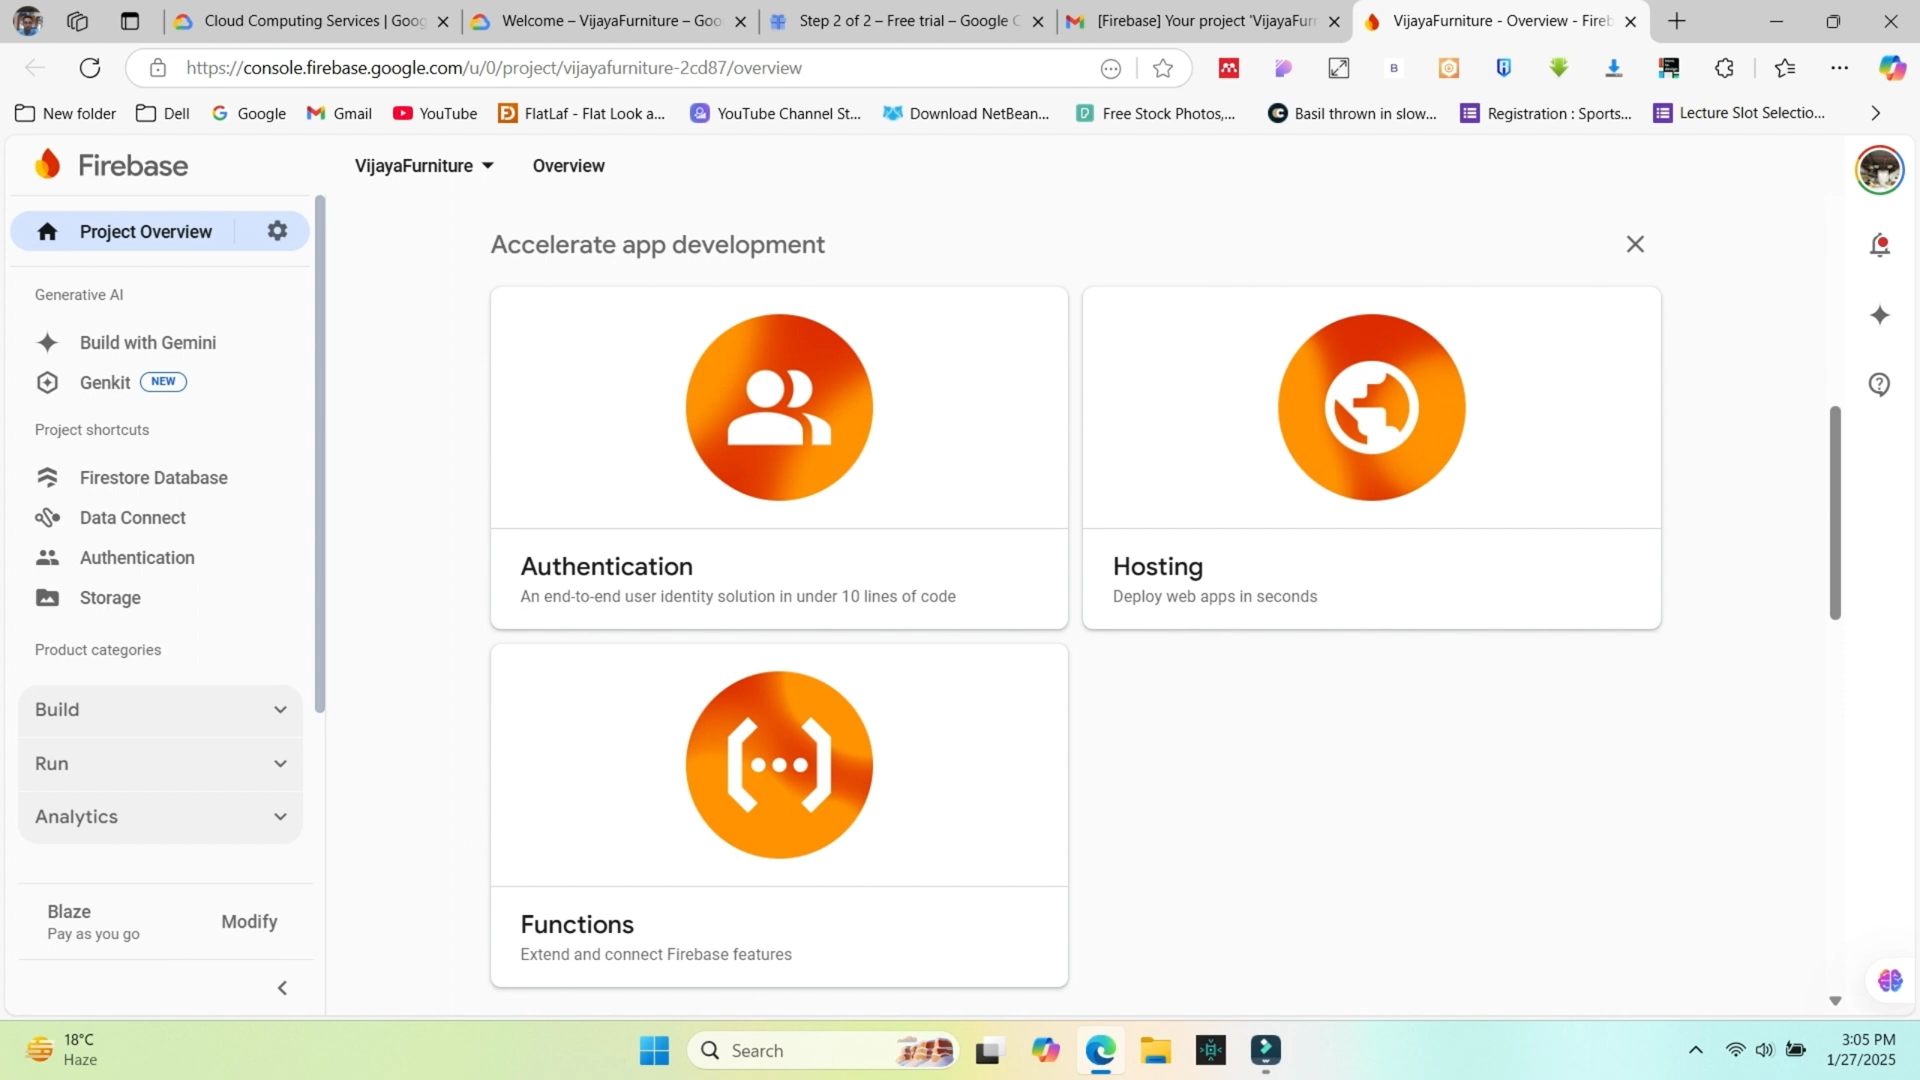 Cloud Computing Services | Goog
Welcome – VijayaFurniture – Goo
Step 2 of 2 – Free trial – Google C
[Firebase] Your project 'VijayaFurn
VijayaFurniture - Overview - Fireb
https://console.firebase.google.com/u/0/project/vijayafurniture-2cd87/overview
New folder
Dell
Google
Gmail
YouTube
FlatLaf - Flat Look a...
YouTube Channel St...
Download NetBean...
Free Stock Photos,...
Basil thrown in slow...
Registration : Sports...
Lecture Slot Selectio...
Firebase
VijayaFurniture
Overview
Project Overview
Generative AI
Build with Gemini
Genkit NEW
Project shortcuts
Firestore Database
Data Connect
Authentication
Storage
Product categories
Build
Run
Analytics
Blaze
Pay as you go
Modify
Accelerate app development
Authentication
An end-to-end user identity solution in under 10 lines of code
Hosting
Deploy web apps in seconds
Functions
Extend and connect Firebase features
18°C
Haze
Search
3:05 PM
1/27/2025